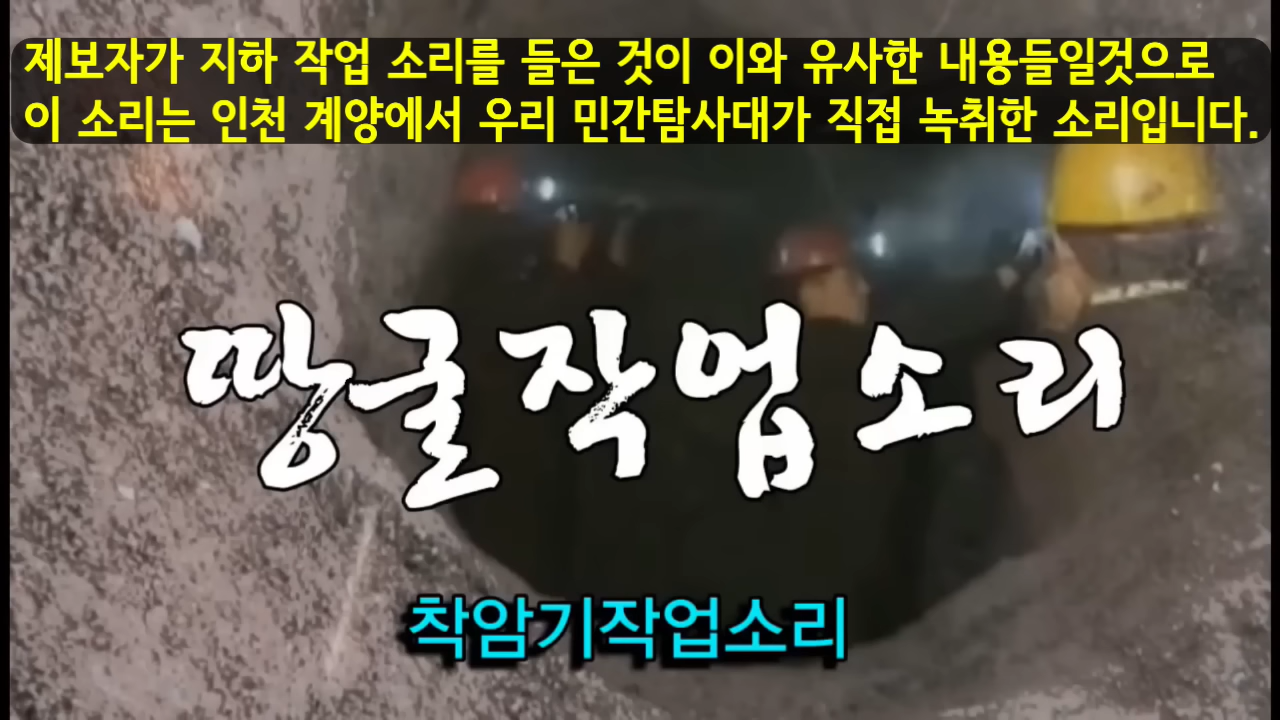 제보자가 지하 작업 소리를 들은 것이 이와 유사한 내용들일것으로
이 소리는 인천 계양에서 우리 민간탐사대가 직접 녹취한 소리입니다.
땅굴작업소리
착암기작업소리